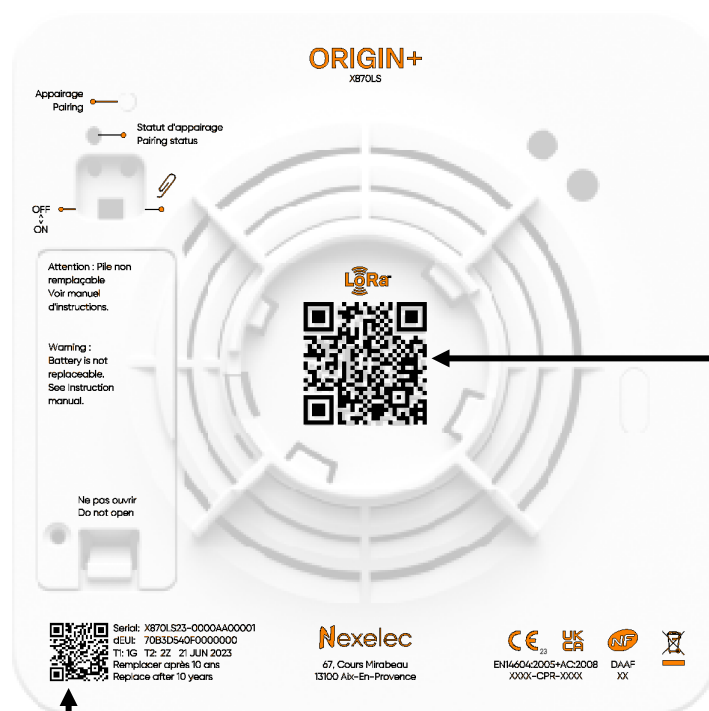 ORIGIN+
X870LS
Appairage
Pairing
Statut d'appairage
Pairing status
OFF
<-->
ON
Attention : Pile non
remplaçable
Voir manuel
d'instructions.
Warning :
Battery is not
replaceable.
See Instruction
manual.
Ne pas ouvrir
Do not open
LoRa™
Serial: X870LS23-0000AA00001
dEUI: 70B3D540F0000000
T1: 1G T2: 2Z 21 JUN 2023
Remplacer après 10 ans
Replace after 10 years
Nexelec
67, Cours Mirabeau
13100 Aix-En-Provence
CE 23
UK
CA
NF
EN14604:2005+AC:2008
XXXX-CPR-XXXX
DAAF
XX